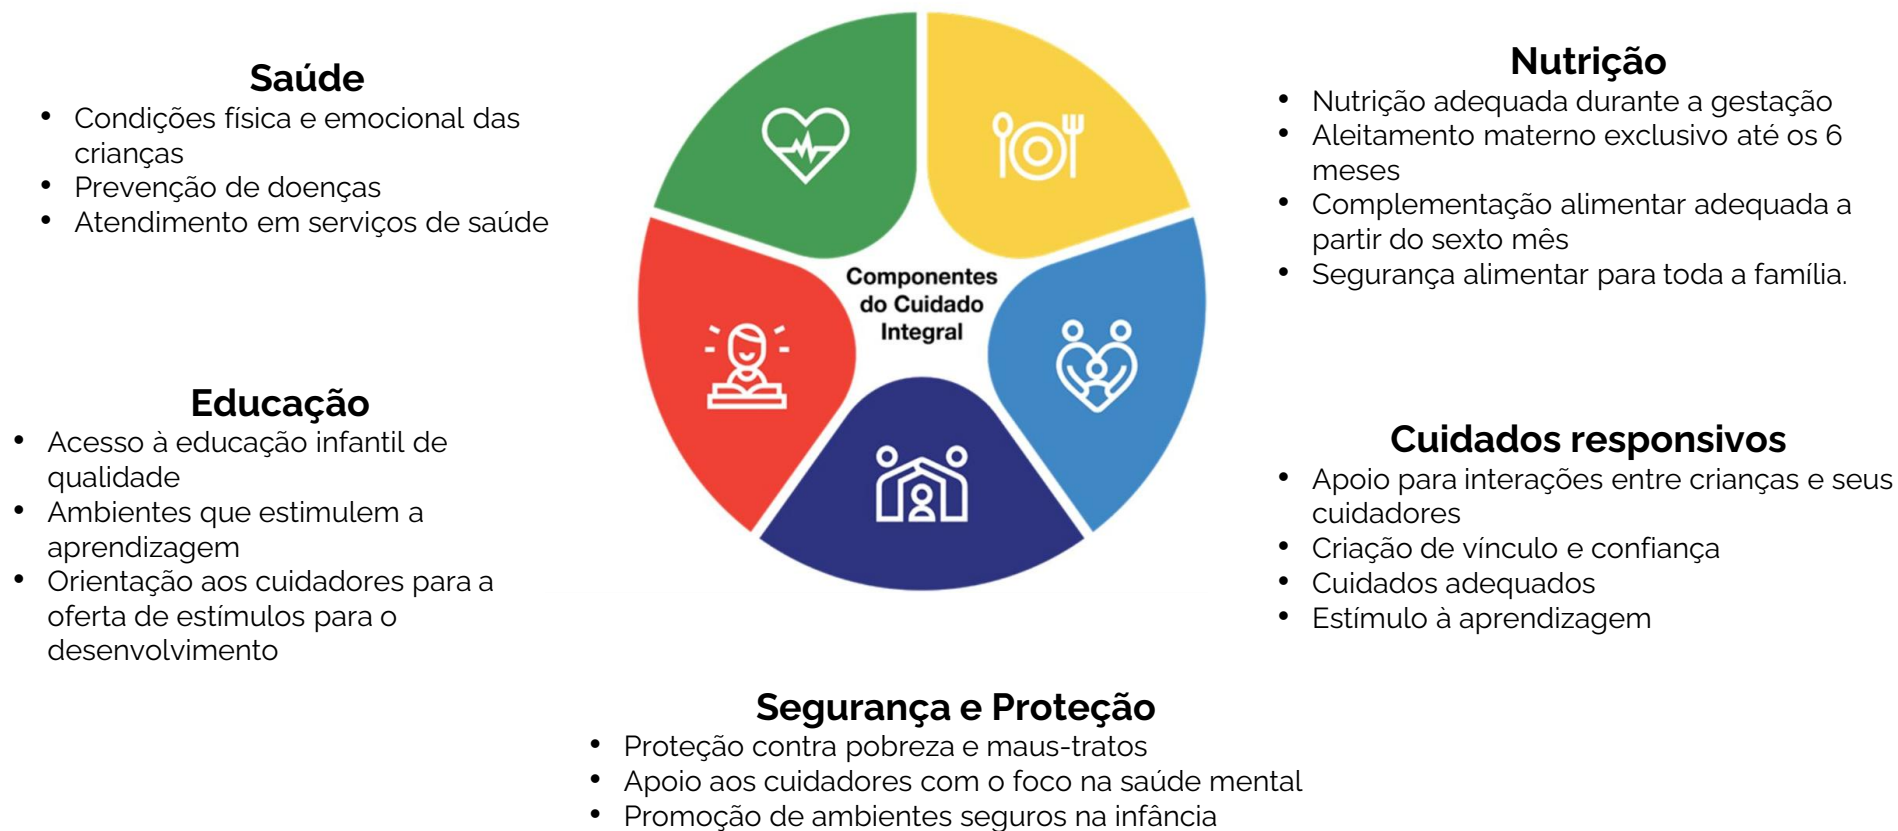 Saúde
• Condições física e emocional das
crianças
• Prevenção de doenças
• Atendimento em serviços de saúde
Educação
• Acesso à educação infantil de
qualidade
• Ambientes que estimulem a
aprendizagem
• Orientação aos cuidadores para a
oferta de estímulos para o
desenvolvimento
Componentes
do Cuidado
Integral
Nutrição
• Nutrição adequada durante a gestação
• Aleitamento materno exclusivo até os 6
meses
• Complementação alimentar adequada a
partir do sexto mês
• Segurança alimentar para toda a família.
Cuidados responsivos
• Apoio para interações entre crianças e seus
cuidadores
• Criação de vínculo e confiança
• Cuidados adequados
• Estímulo à aprendizagem
Segurança e Proteção
• Proteção contra pobreza e maus-tratos
• Apoio aos cuidadores com o foco na saúde mental
• Promoção de ambientes seguros na infância